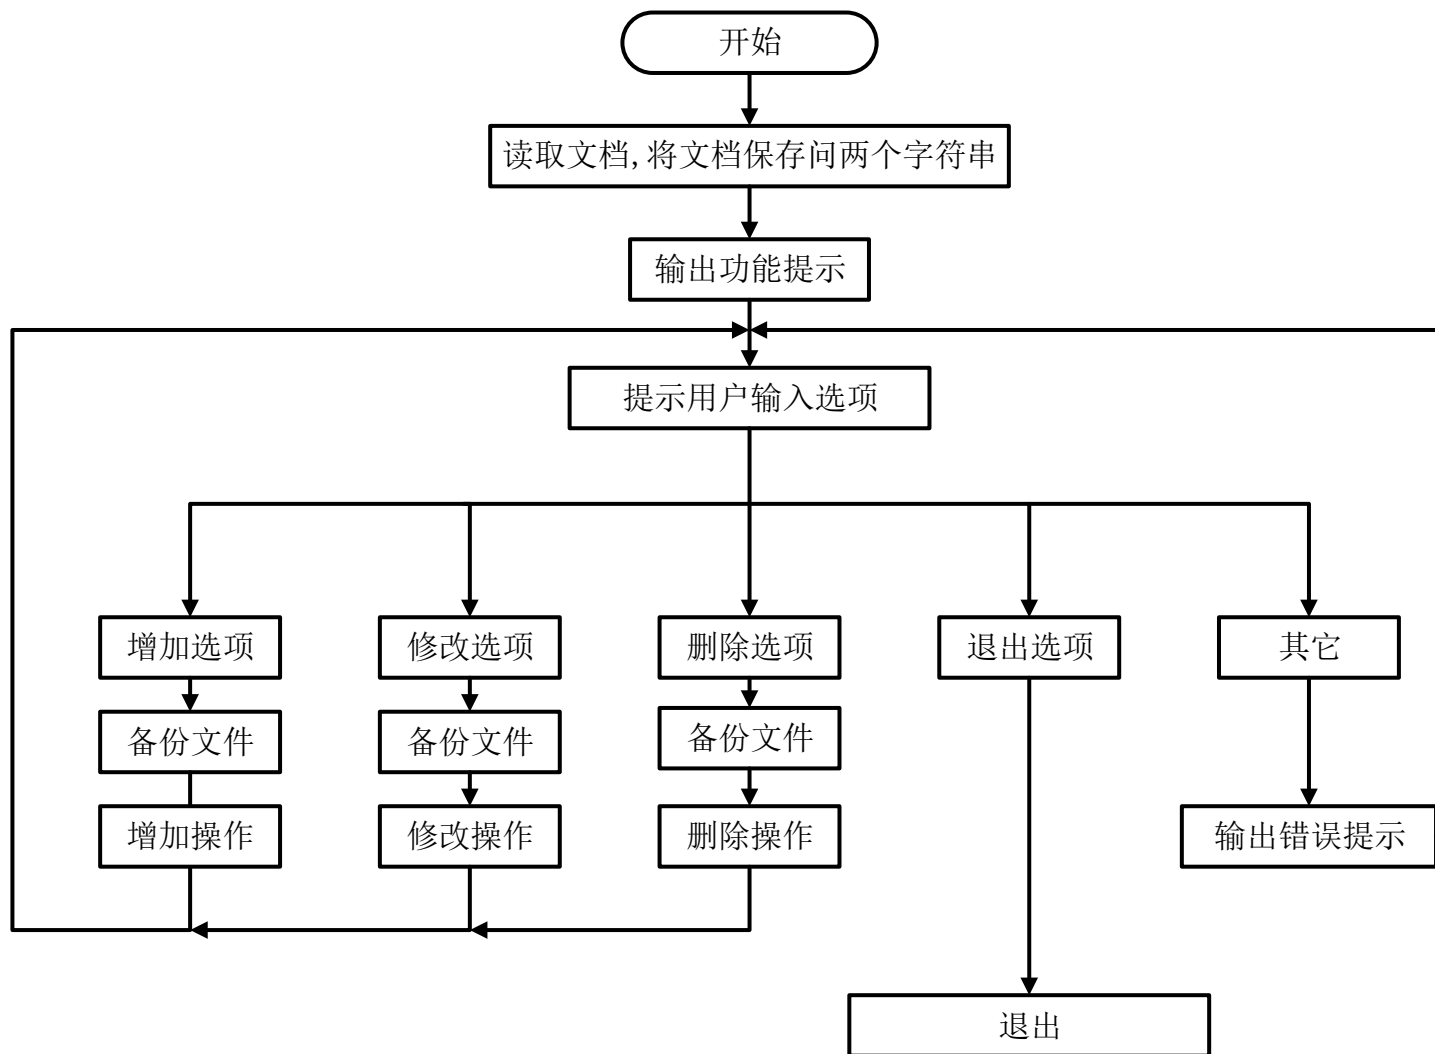 开始
读取文档,将文档保存问两个字符串
输出功能提示
提示用户输入选项
增加选项
修改选项
删除选项
退出选项
其它
备份文件
备份文件
备份文件
增加操作
修改操作
删除操作
输出错误提示
退出